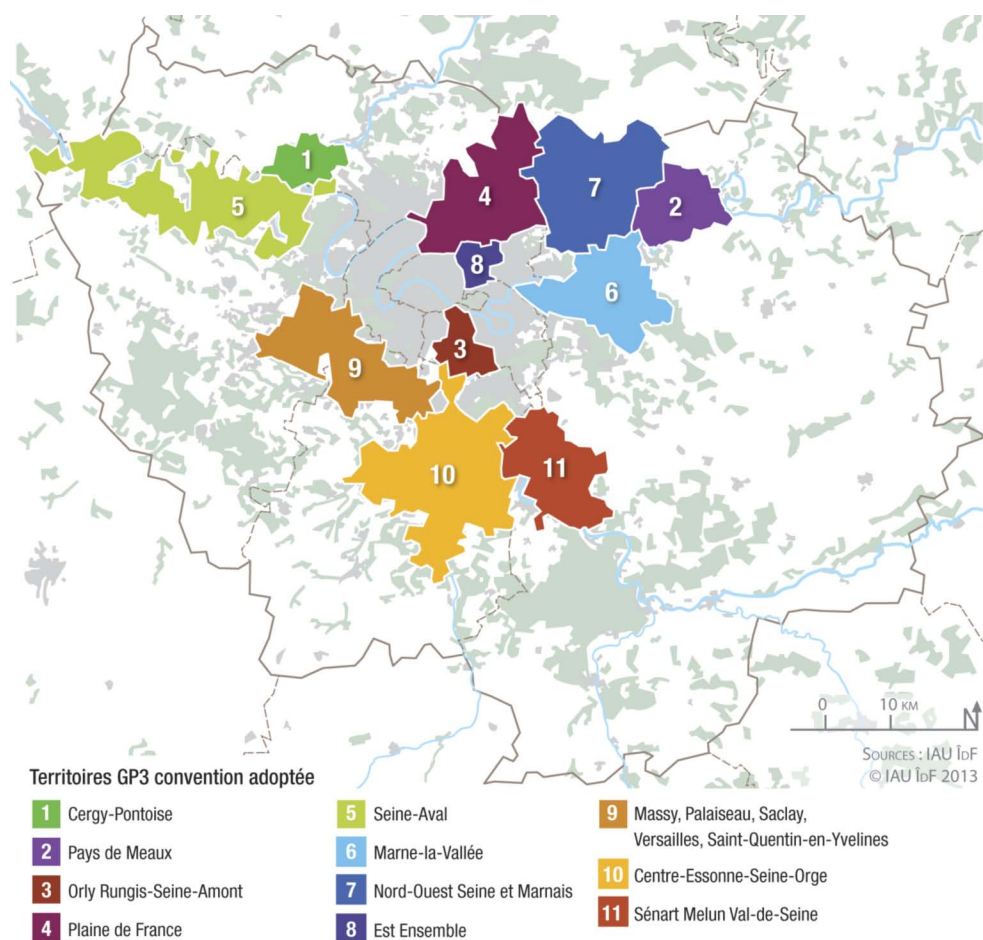 1
4
7
2
5
8
6
3
9
10
11
0 10 KM
N
SOURCES : IAU ÎDF
© IAU ÎDF 2013
Territoires GP3 convention adoptée
1 Cergy-Pontoise
2 Pays de Meaux
3 Orly Rungis-Seine-Amont
4 Plaine de France
5 Seine-Aval
6 Marne-la-Vallée
7 Nord-Ouest Seine et Marnais
8 Est Ensemble
9 Massy, Palaiseau, Saclay,
Versailles, Saint-Quentin-en-Yvelines
10 Centre-Essonne-Seine-Orge
11 Sénart Melun Val-de-Seine